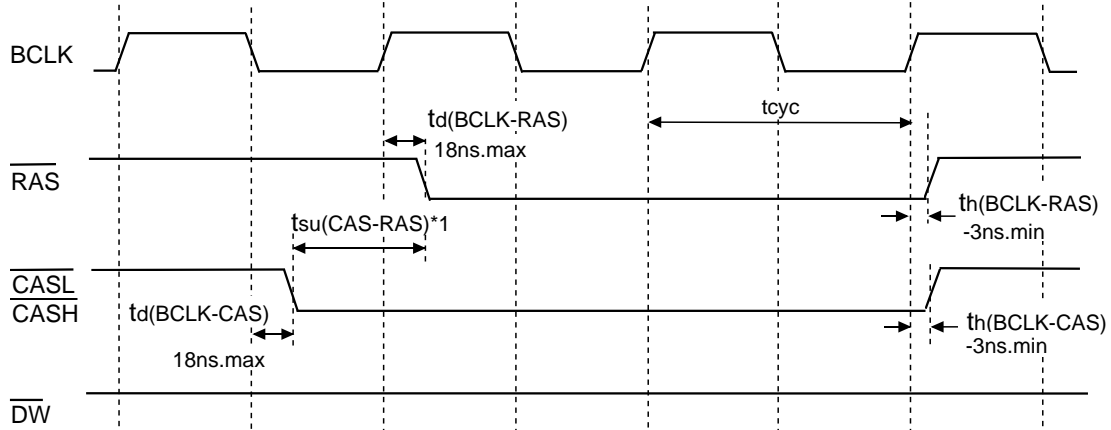 BCLK
td(BCLK-RAS)
18ns.max
tcyc
RAS
th(BCLK-RAS)
-3ns.min
tsu(CAS-RAS)*1
CASL
CASH
td(BCLK-CAS)
18ns.max
th(BCLK-CAS)
-3ns.min
DW